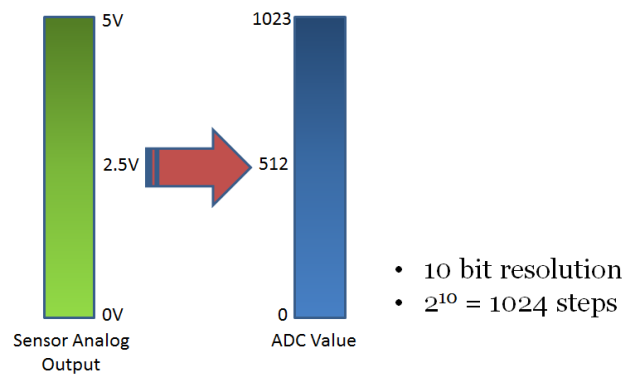 5V
2.5V
0V
Sensor Analog
Output
1023
512
0
ADC Value
• 10 bit resolution
• 2¹⁰ = 1024 steps